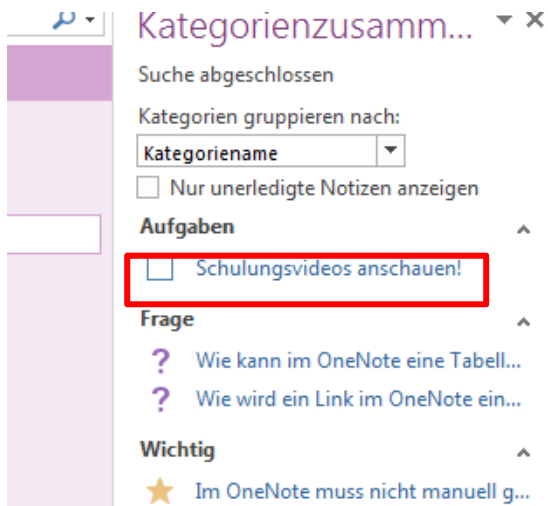 Kategorienzusamm...
Suche abgeschlossen
Kategorien gruppieren nach:
Kategoriename
Nur unerledigte Notizen anzeigen
Aufgaben
Schulungsvideos anschauen!
Frage
? Wie kann im OneNote eine Tabell...
? Wie wird ein Link im OneNote ein...
Wichtig
Im OneNote muss nicht manuell g...